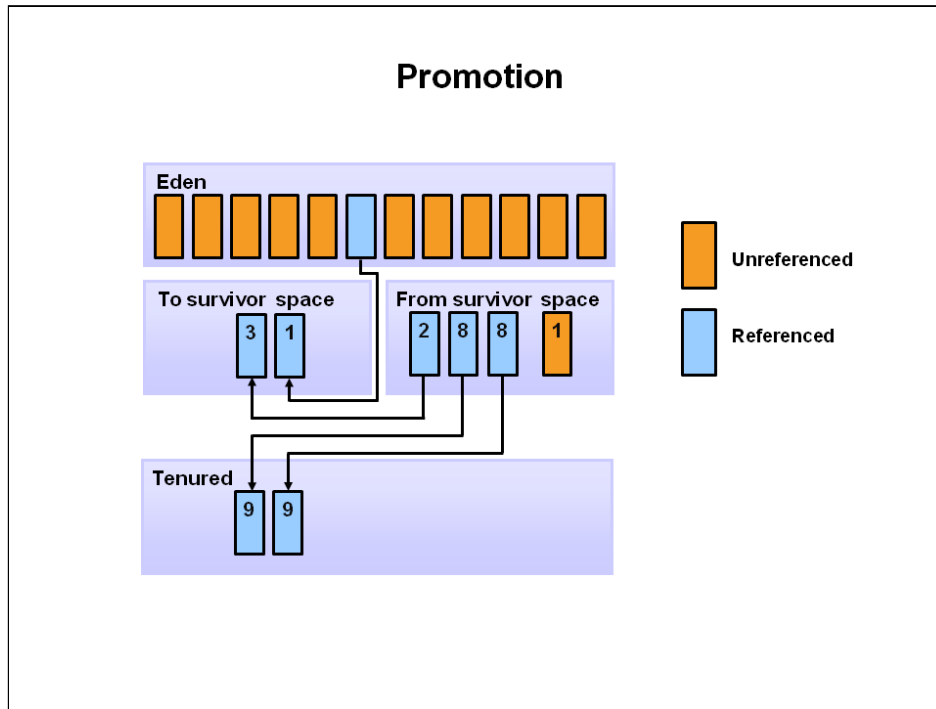 Promotion
Eden
To survivor space
From survivor space
3 1
2 8 8 1
Tenured
9 9
Unreferenced
Referenced